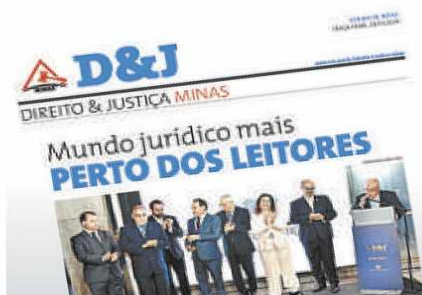 D&J
DIREITO & JUSTIÇA MINAS
Mundo jurídico mais
PERTO DOS LEITORES
D&J